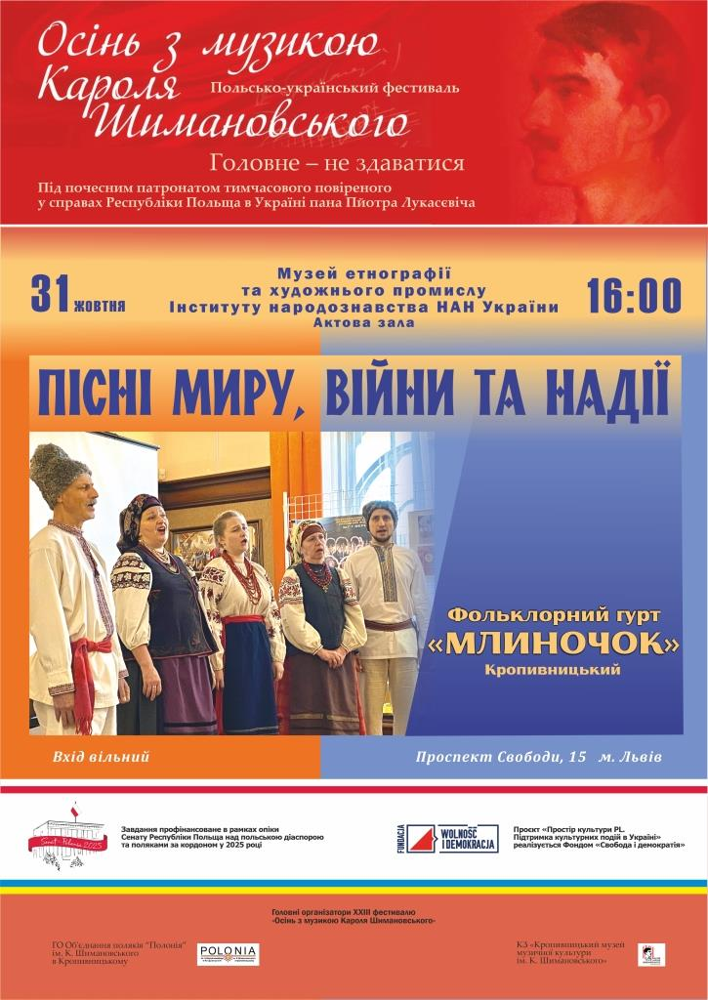 Осінь з музикою
Кароля
Польсько-український фестиваль
Шимановського
Головне – не здаватися
Під почесним патронатом тимчасового повіреного
у справах Республіки Польща в Україні пана Пйотра Лукасєвіча
31 жовтня
Музей етнографії
та художнього промислу
Інституту народознавства НАН України
Актова зала
16:00
ПІСНІ МИРУ, ВІЙНИ ТА НАДІЇ
Фольклорний гурт
«МЛИНОЧОК»
Кропивницький
Вхід вільний
Проспект Свободи, 15 м. Львів
Senat - Polonia 2025
Завдання профінансоване в рамках опіки
Сенату Республіки Польща над польською діаспорою
та поляками за кордоном у 2025 році
FUNDACJA
WOLNOŚĆ
I DEMOKRACJA
Проєкт «Простір культури PL.
Підтримка культурних подій в Україні»
реалізується Фондом «Свобода і демократія»
Головні організатори XXIII фестивалю
«Осінь з музикою Кароля Шимановського»
ГО Об'єднання поляків "Полонія"
ім. К. Шимановського
в Кропивницькому
POLONIA
КЗ «Кропивницький музей
музичної культури
ім. К. Шимановського»